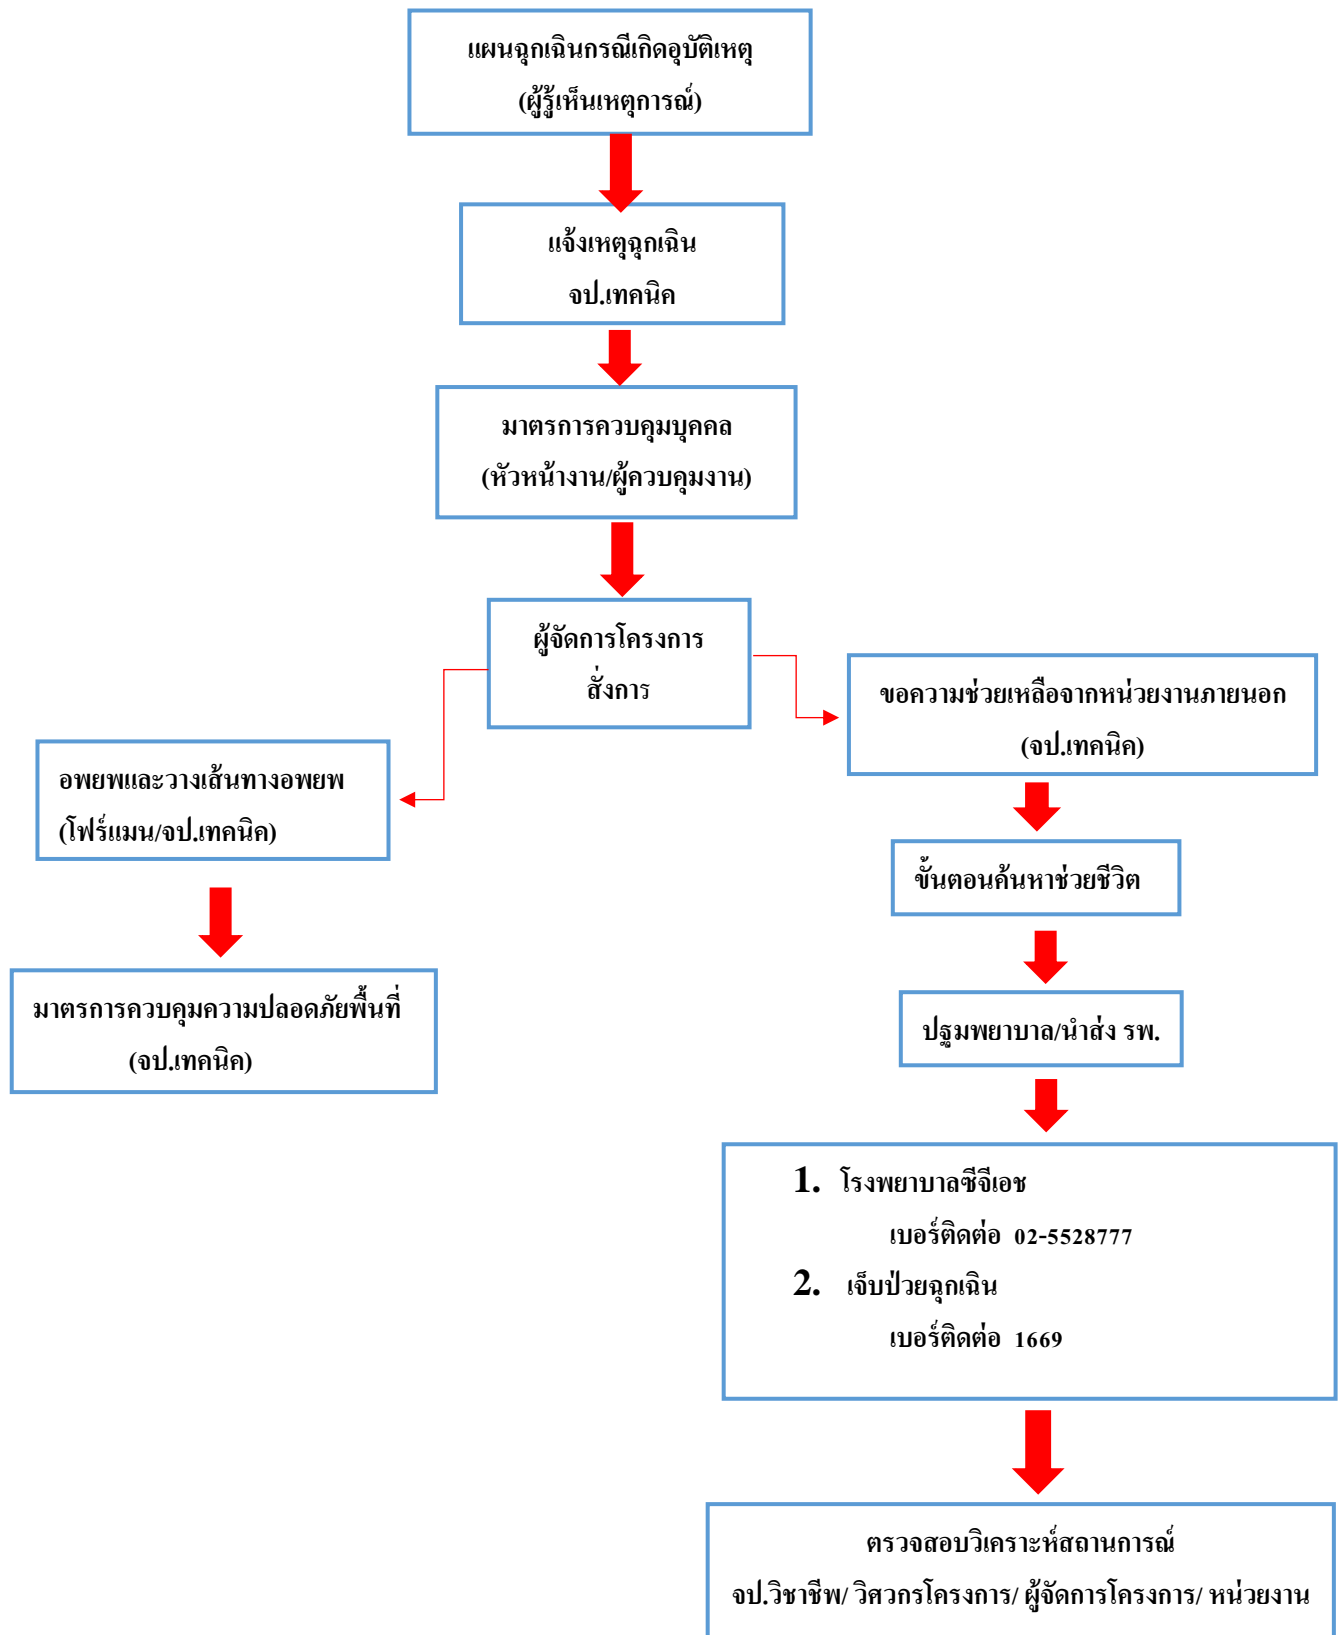 แผนฉุกเฉินกรณีเกิดอุบัติเหตุ
(ผู้รู้เห็นเหตุการณ์)
แจ้งเหตุฉุกเฉิน
จป.เทคนิค
มาตรการควบคุมบุคคล
(หัวหน้างาน/ผู้ควบคุมงาน)
ผู้จัดการโครงการ
สั่งการ
ขอความช่วยเหลือจากหน่วยงานภายนอก
(จป.เทคนิค)
อพยพและวางเส้นทางอพยพ
(โฟร์แมน/จป.เทคนิค)
ขั้นตอนค้นหาช่วยชีวิต
มาตรการควบคุมความปลอดภัยพื้นที่
(จป.เทคนิค)
ปฐมพยาบาล/นำส่ง รพ.
1. โรงพยาบาลซีจีเอช
เบอร์ติดต่อ 02-5528777
2. เจ็บป่วยฉุกเฉิน
เบอร์ติดต่อ 1669
ตรวจสอบวิเคราะห์สถานการณ์
จป.วิชาชีพ/ วิศวกรโครงการ/ ผู้จัดการโครงการ/ หน่วยงาน